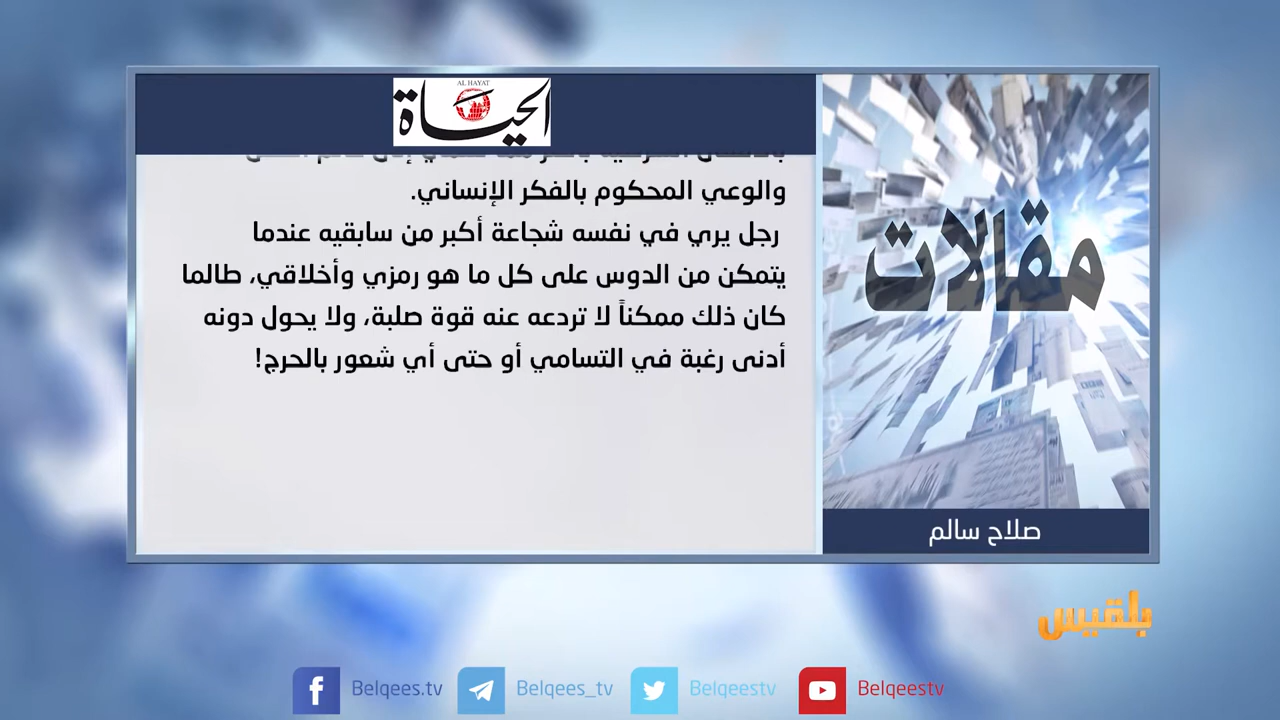 AL HAYAT
الحياة
والوعي المحكوم بالفكر الإنساني.
رجل يري في نفسه شجاعة أكبر من سابقيه عندما
يتمكن من الدوس على كل ما هو رمزي وأخلاقي، طالما
كان ذلك ممكناً لا تردعه عنه قوة صلبة، ولا يحول دونه
أدنى رغبة في التسامي أو حتى أي شعور بالحرج!
مقالات
صلاح سالم
بلقيس
Belqees.tv
Belqees_tv
Belqeestv
Belqeestv